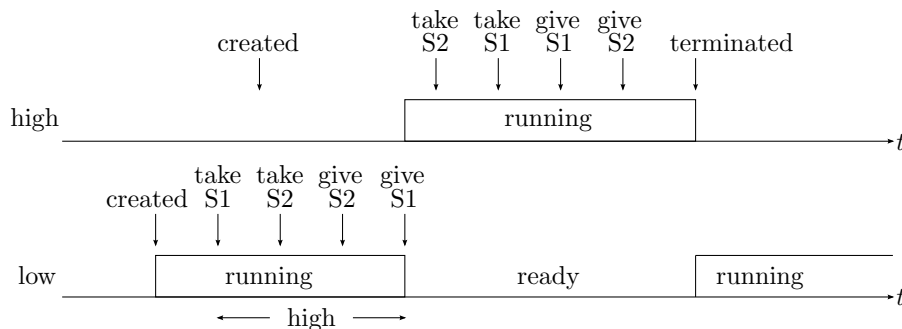 take take give give
created S2 S1 S1 S2 terminated
high running
t
take take give give
created S1 S2 S2 S1
low running ready running
t
high